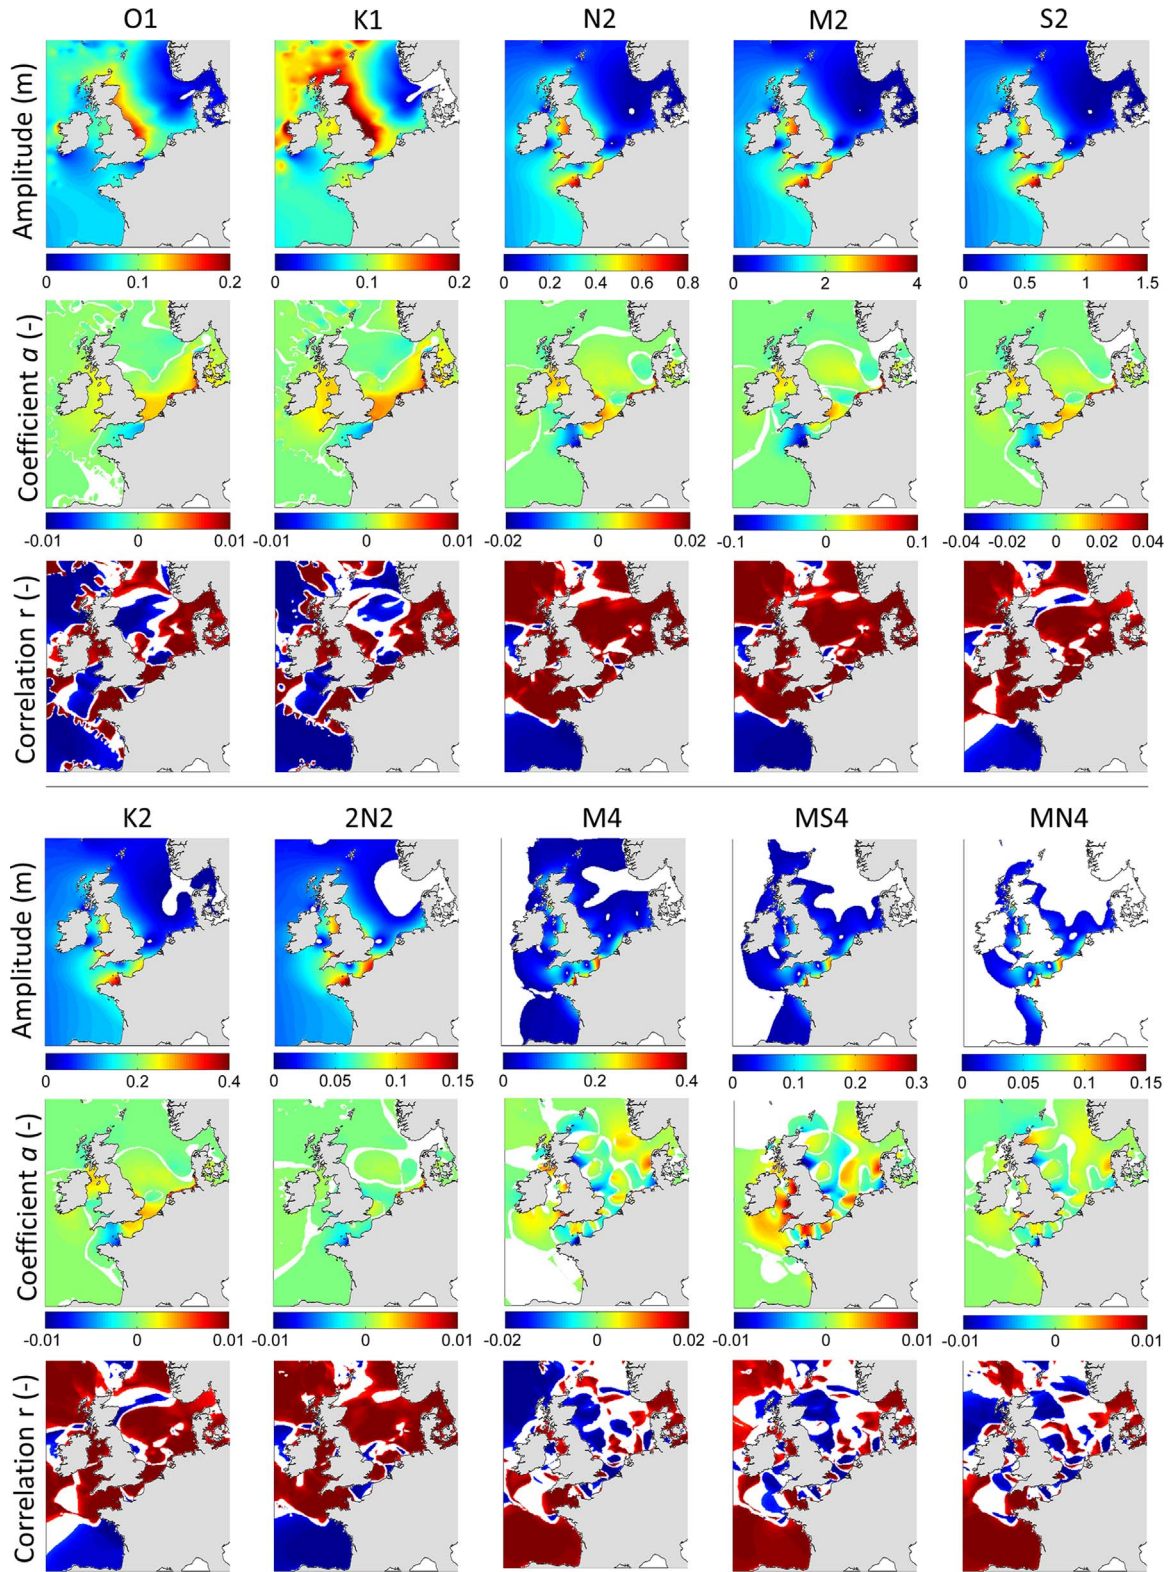 O1 K1 N2 M2 S2
Amplitude (m)
0 0.1 0.2 0 0.1 0.2 0 0.2 0.4 0.6 0.8 0 2 4 0 0.5 1 1.5
Coefficient a (-)
-0.01 0 0.01 -0.01 0 0.01 -0.02 0 0.02 -0.1 0 0.1 -0.04 -0.02 0 0.02 0.04
Correlation r (-)
K2 2N2 M4 MS4 MN4
Amplitude (m)
0 0.2 0.4 0 0.05 0.1 0.15 0 0.2 0.4 0 0.1 0.2 0.3 0 0.05 0.1 0.15
Coefficient a (-)
-0.01 0 0.01 -0.01 0 0.01 -0.02 0 0.02 -0.01 0 0.01 -0.01 0 0.01
Correlation r (-)